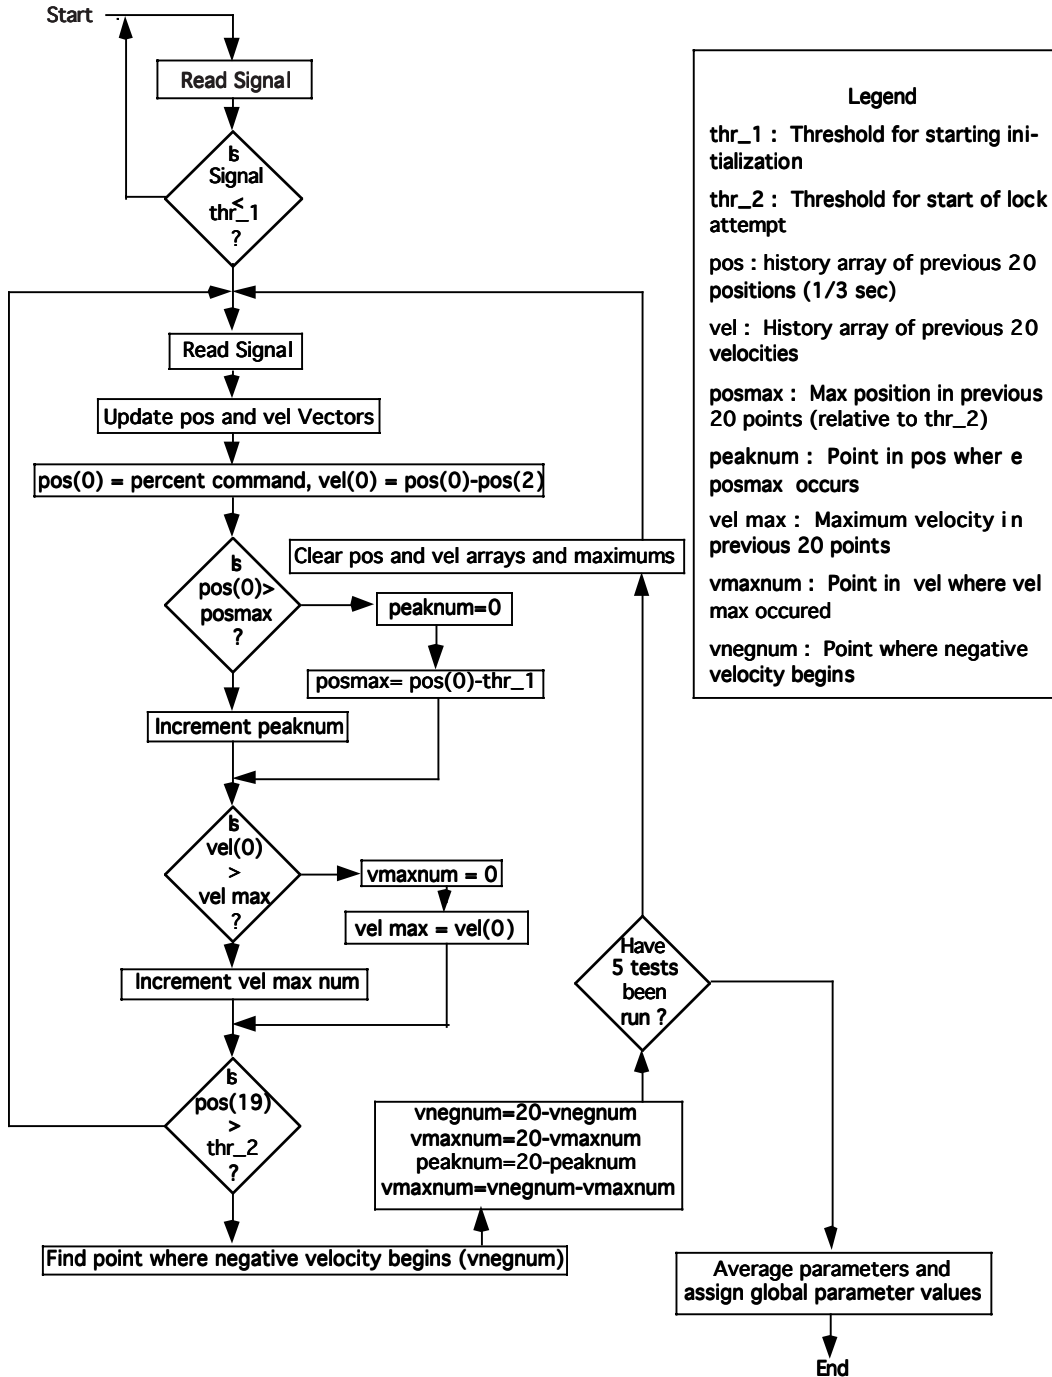 Start
Read Signal
Is
Signal
<
thr_1
?
Read Signal
Update pos and vel Vectors
pos(0) = percent command, vel(0) = pos(0)-pos(2)
Is
pos(0)>
posmax
?
peaknum=0
posmax= pos(0)-thr_1
Increment peaknum
Is
vel(0)
>
vel max
?
vmaxnum = 0
vel max = vel(0)
Increment vel max num
Is
pos(19)
>
thr_2
?
Find point where negative velocity begins (vnegnum)
vnegnum=20-vnegnum
vmaxnum=20-vmaxnum
peaknum=20-peaknum
vmaxnum=vnegnum-vmaxnum
Have
5 tests
been
run ?
Clear pos and vel arrays and maximums
Average parameters and
assign global parameter values
End
Legend
thr_1 : Threshold for starting ini-
tialization
thr_2 : Threshold for start of lock
attempt
pos : history array of previous 20
positions (1/3 sec)
vel : History array of previous 20
velocities
posmax : Max position in previous
20 points (relative to thr_2)
peaknum : Point in pos wher e
posmax occurs
vel max : Maximum velocity in
previous 20 points
vmaxnum : Point in vel where vel
max occured
vnegnum : Point where negative
velocity begins